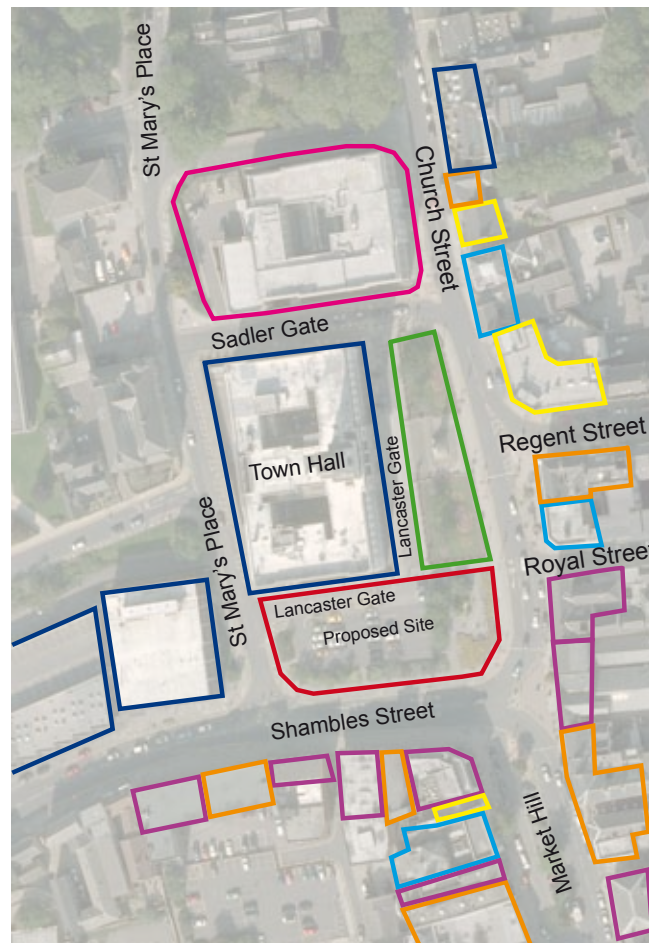 St Mary's Place
Church Street
Sadler Gate
Regent Street
Town Hall
Lancaster Gate
St Mary's Place
Royal Street
Lancaster Gate
Proposed Site
Shambles Street
Market Hill